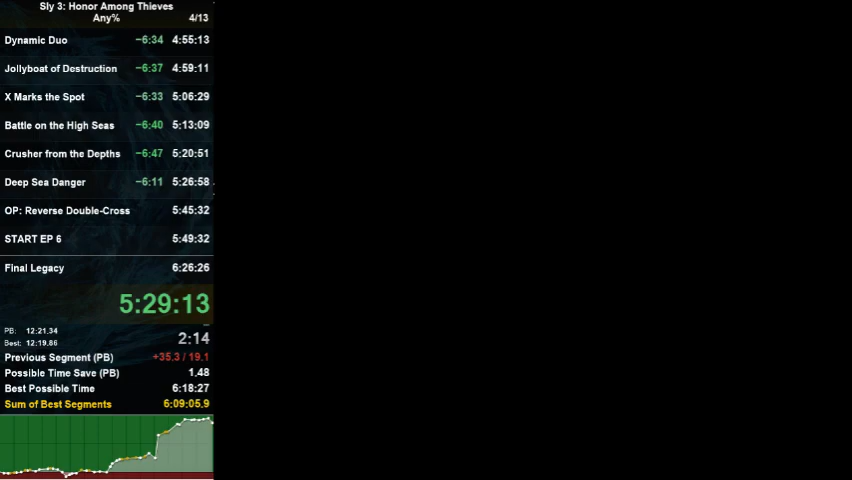 Sly 3: Honor Among Thieves
Any% 4/13
Dynamic Duo −6:34 4:55:13
Jollyboat of Destruction −6:37 4:59:11
X Marks the Spot −6:33 5:06:29
Battle on the High Seas −6:40 5:13:09
Crusher from the Depths −6:47 5:20:51
Deep Sea Danger −6:11 5:26:58
OP: Reverse Double-Cross 5:45:32
START EP 6 5:49:32
Final Legacy 6:26:26
5:29:13
PB: 12:21.34
Best: 12:19.86
–
2:14
Previous Segment (PB) +35.3 / 19.1
Possible Time Save (PB) 1.48
Best Possible Time 6:18:27
Sum of Best Segments 6:09:05.9